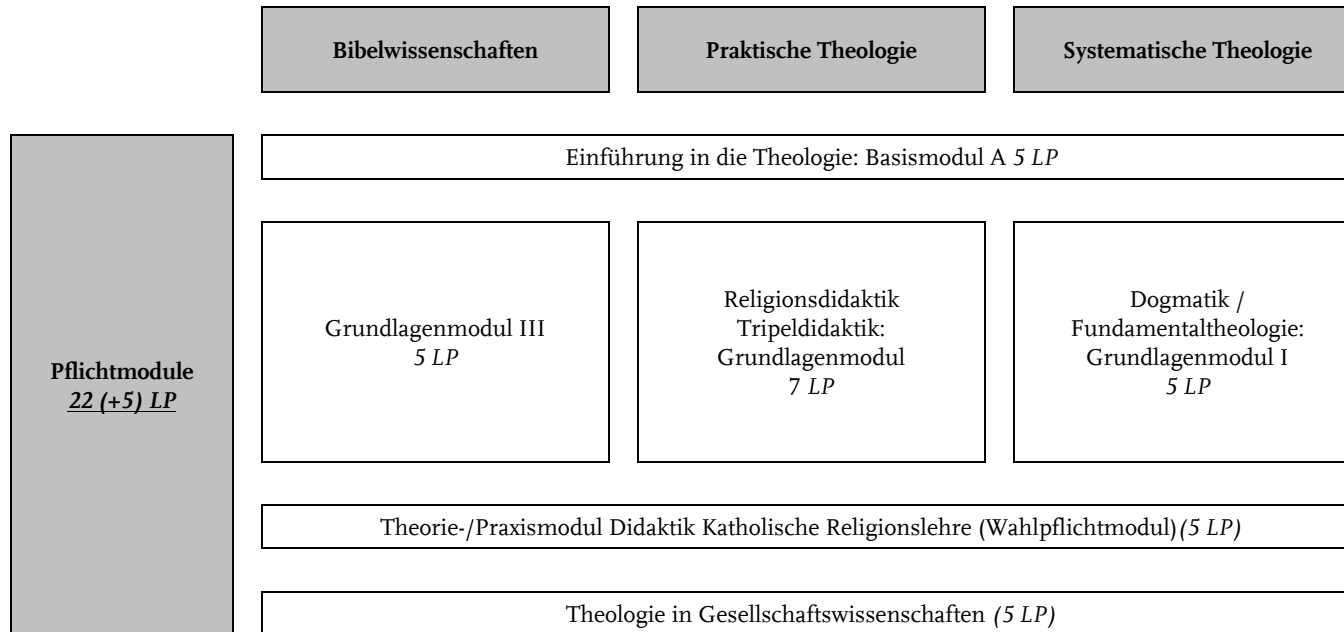 Bibelwissenschaften
Praktische Theologie
Systematische Theologie
Einführung in die Theologie: Basismodul A 5 LP
Pflichtmodule
22 (+5) LP
Grundlagenmodul III
5 LP
Religionsdidaktik
Tripeldidaktik:
Grundlagenmodul
7 LP
Dogmatik /
Fundamentaltheologie:
Grundlagenmodul I
5 LP
Theorie-/Praxismodul Didaktik Katholische Religionslehre (Wahlpflichtmodul)(5 LP)
Theologie in Gesellschaftswissenschaften (5 LP)